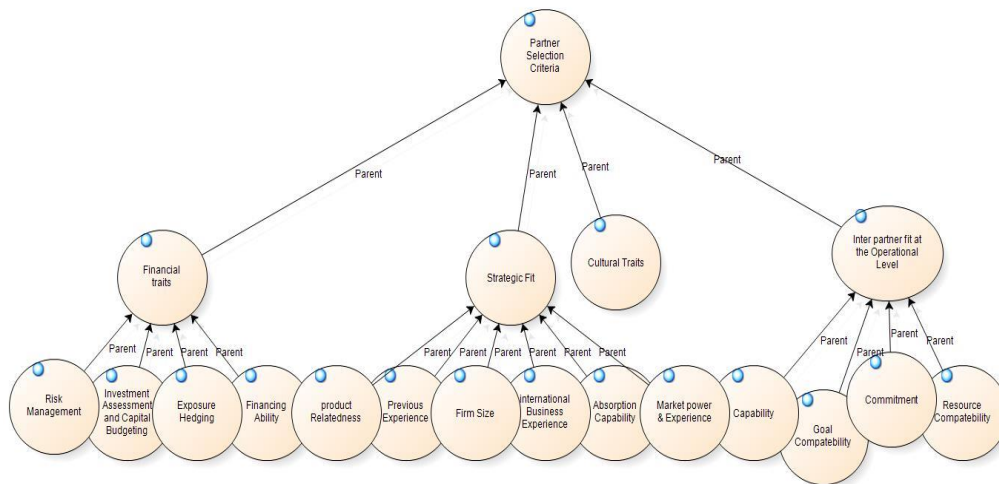 Partner
Selection
Criteria
Parent
Parent
Parent
Parent
Financial
traits
Strategic Fit
Cultural Traits
Inter partner fit at
the Operational
Level
Parent
Parent
Parent
Parent
Parent
Parent
Parent
Parent
Parent
Parent
Parent
Parent
Parent
Parent
Risk
Management
Investment
Assessment
and Capital
Budgeting
Exposure
Hedging
Financing
Ability
product
Relatedness
Previous
Experience
Firm Size
International
Business
Experience
Absorption
Capability
Market power
& Experience
Capability
Goal
Compatebility
Commitment
Resource
Compatebility